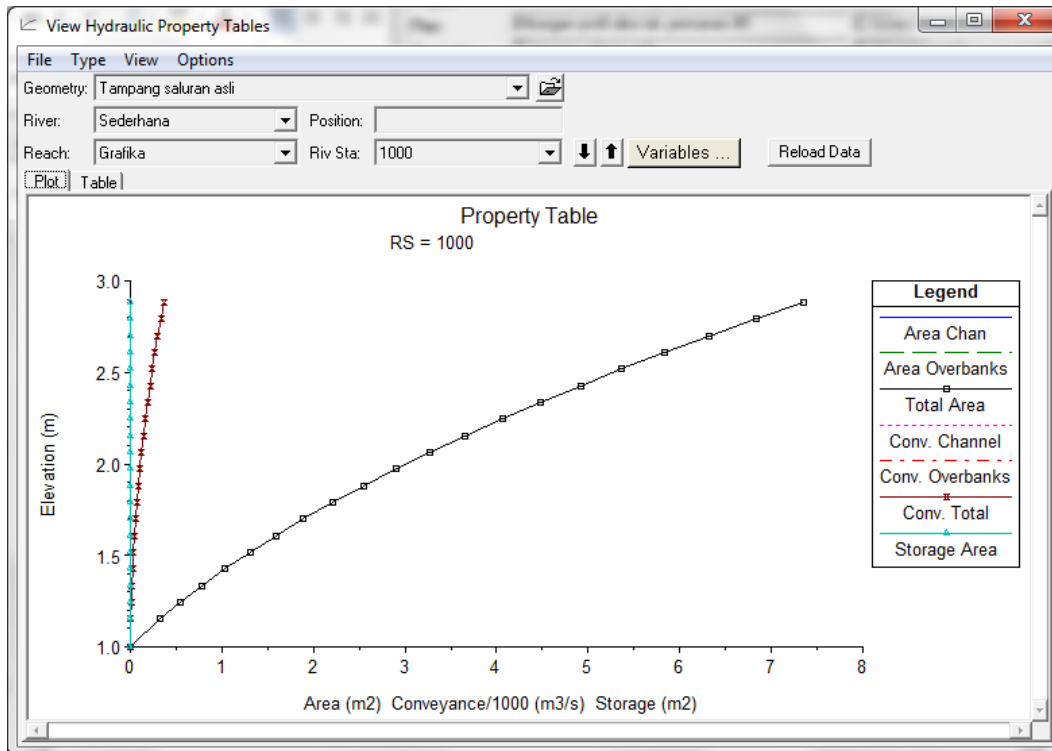 View Hydraulic Property Tables
File Type View Options
Geometry: Tampang saluran asli
River: Sederhana Position:
Reach: Grafika Riv Sta: 1000 Variables ... Reload Data
Plot Table
Property Table
RS = 1000
3.0
2.5
2.0
1.5
1.0
Elevation (m)
0 1 2 3 4 5 6 7 8
Area (m2) Conveyance/1000 (m3/s) Storage (m2)
Legend
Area Chan
Area Overbanks
Total Area
Conv. Channel
Conv. Overbanks
Conv. Total
Storage Area